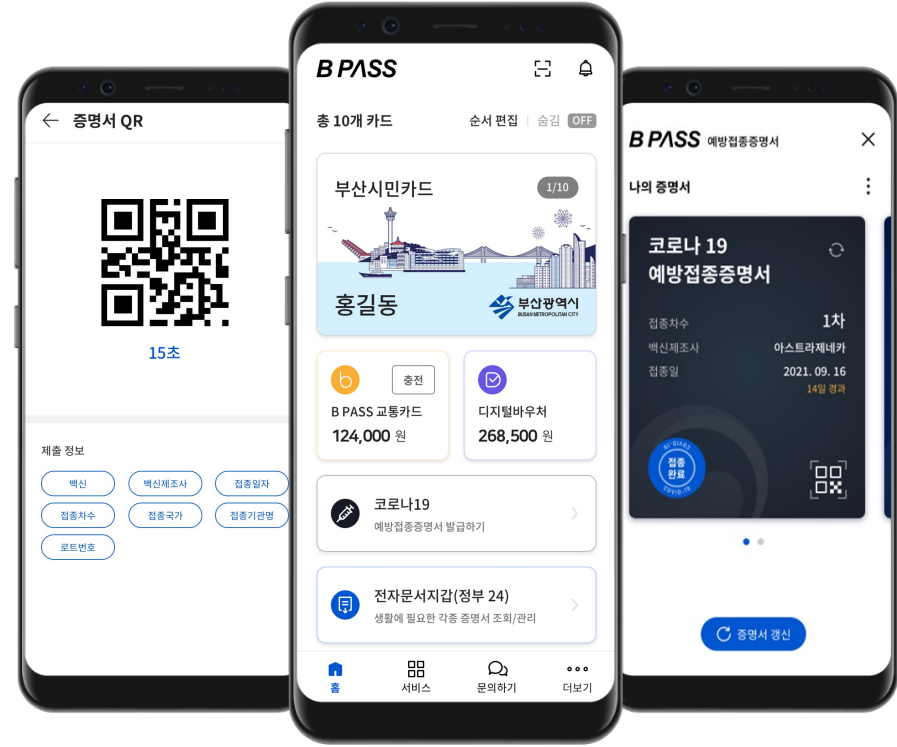 증명서 QR
15초
제출 정보
백신
백신제조사
접종일자
접종차수
접종국가
접종기관명
로트번호
B PASS
총 10개 카드
순서 편집
숨김 OFF
부산시민카드
1/10
홍길동
부산광역시
BUSAN METROPOLITAN CITY
충전
B PASS 교통카드
124,000 원
디지털바우처
268,500 원
코로나19
예방접종증명서 발급하기
전자문서지갑(정부 24)
생활에 필요한 각종 증명서 조회/관리
홈
서비스
문의하기
더보기
B PASS 예방접종증명서
나의 증명서
코로나 19
예방접종증명서
접종차수 1차
백신제조사 아스트라제네카
접종일 2021. 09. 16
14일 경과
COVID-19
접종
완료
COVID-19
증명서 갱신